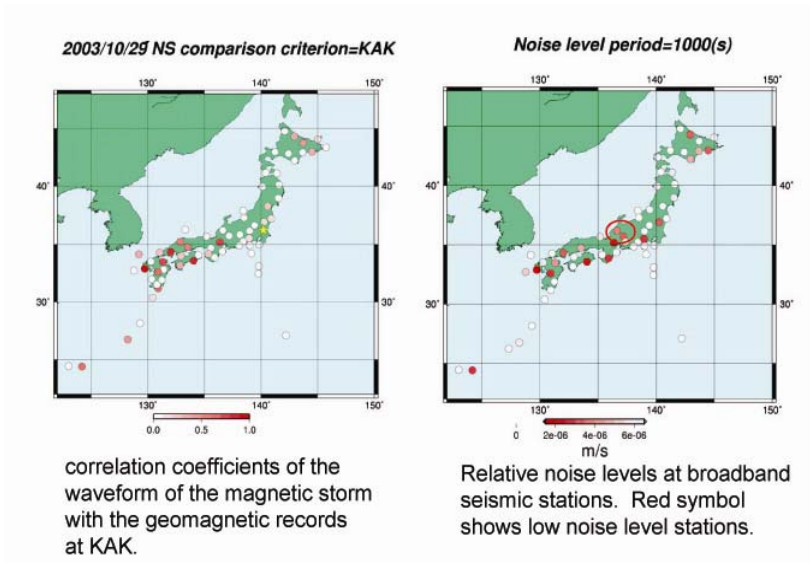 2003/10/29 NS comparison criterion=KAK
130° 140° 150°
40°
30°
130° 140° 150°
0.0 0.5 1.0
correlation coefficients of the
waveform of the magnetic storm
with the geomagnetic records
at KAK.
Noise level period=1000(s)
130° 140° 150°
40°
30°
130° 140° 150°
0 2e-06 4e-06 6e-06
m/s
Relative noise levels at broadband
seismic stations. Red symbol
shows low noise level stations.